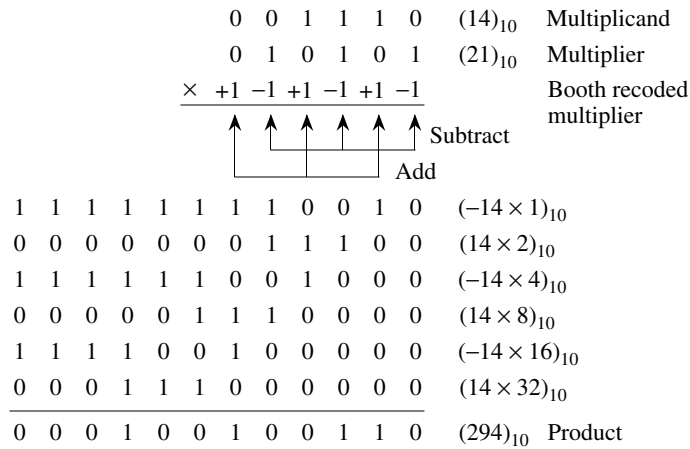 0 0 1 1 1 0 (14)₁₀ Multiplicand
0 1 0 1 0 1 (21)₁₀ Multiplier
× +1 −1 +1 −1 +1 −1 Booth recoded
multiplier
Subtract
Add
1 1 1 1 1 1 1 1 0 0 1 0 (−14 × 1)₁₀
0 0 0 0 0 0 0 1 1 1 0 0 (14 × 2)₁₀
1 1 1 1 1 1 0 0 1 0 0 0 (−14 × 4)₁₀
0 0 0 0 0 1 1 1 0 0 0 0 (14 × 8)₁₀
1 1 1 1 0 0 1 0 0 0 0 0 (−14 × 16)₁₀
0 0 0 1 1 1 0 0 0 0 0 0 (14 × 32)₁₀
0 0 0 1 0 0 1 0 0 1 1 0 (294)₁₀ Product